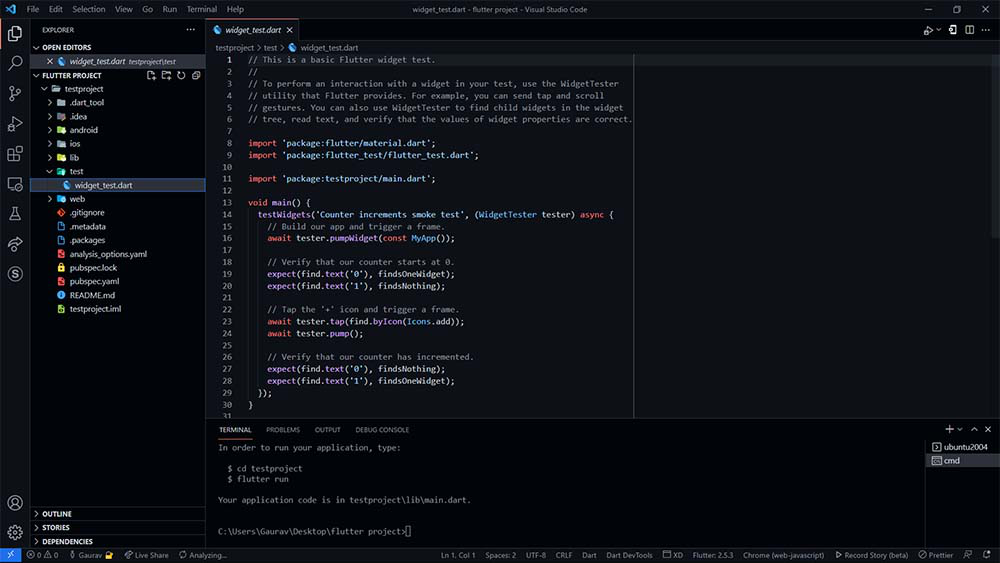 File Edit Selection View Go Run Terminal Help
widget_test.dart - flutter project - Visual Studio Code
EXPLORER
OPEN EDITORS
widget_test.dart testproject\test
FLUTTER PROJECT
testproject
.dart_tool
.idea
android
ios
lib
test
widget_test.dart
web
.gitignore
.metadata
.packages
analysis_options.yaml
pubspec.lock
pubspec.yaml
README.md
testproject.iml
OUTLINE
STORIES
DEPENDENCIES
widget_test.dart
testproject > test > widget_test.dart
1 // This is a basic Flutter widget test.
2 //
3 // To perform an interaction with a widget in your test, use the WidgetTester
4 // utility that Flutter provides. For example, you can send tap and scroll
5 // gestures. You can also use WidgetTester to find child widgets in the widget
6 // tree, read text, and verify that the values of widget properties are correct.
7
8 import 'package:flutter/material.dart';
9 import 'package:flutter_test/flutter_test.dart';
10
11 import 'package:testproject/main.dart';
12
13 void main() {
14 testWidgets('Counter increments smoke test', (WidgetTester tester) async {
15 // Build our app and trigger a frame.
16 await tester.pumpWidget(const MyApp());
17
18 // Verify that our counter starts at 0.
19 expect(find.text('0'), findsOneWidget);
20 expect(find.text('1'), findsNothing);
21
22 // Tap the '+' icon and trigger a frame.
23 await tester.tap(find.byIcon(Icons.add));
24 await tester.pump();
25
26 // Verify that our counter has incremented.
27 expect(find.text('0'), findsNothing);
28 expect(find.text('1'), findsOneWidget);
29 });
30 }
31
TERMINAL PROBLEMS OUTPUT DEBUG CONSOLE
In order to run your application, type:
$ cd testproject
$ flutter run
Your application code is in testproject\lib\main.dart.
C:\Users\Gaurav\Desktop\flutter project>
ubuntu2004
cmd
0 0 Gaurav Live Share Analyzing... Ln 1, Col 1 Spaces: 2 UTF-8 CRLF Dart Dart DevTools XD Flutter: 2.5.3 Chrome (web-javascript) Record Story (beta) Prettier